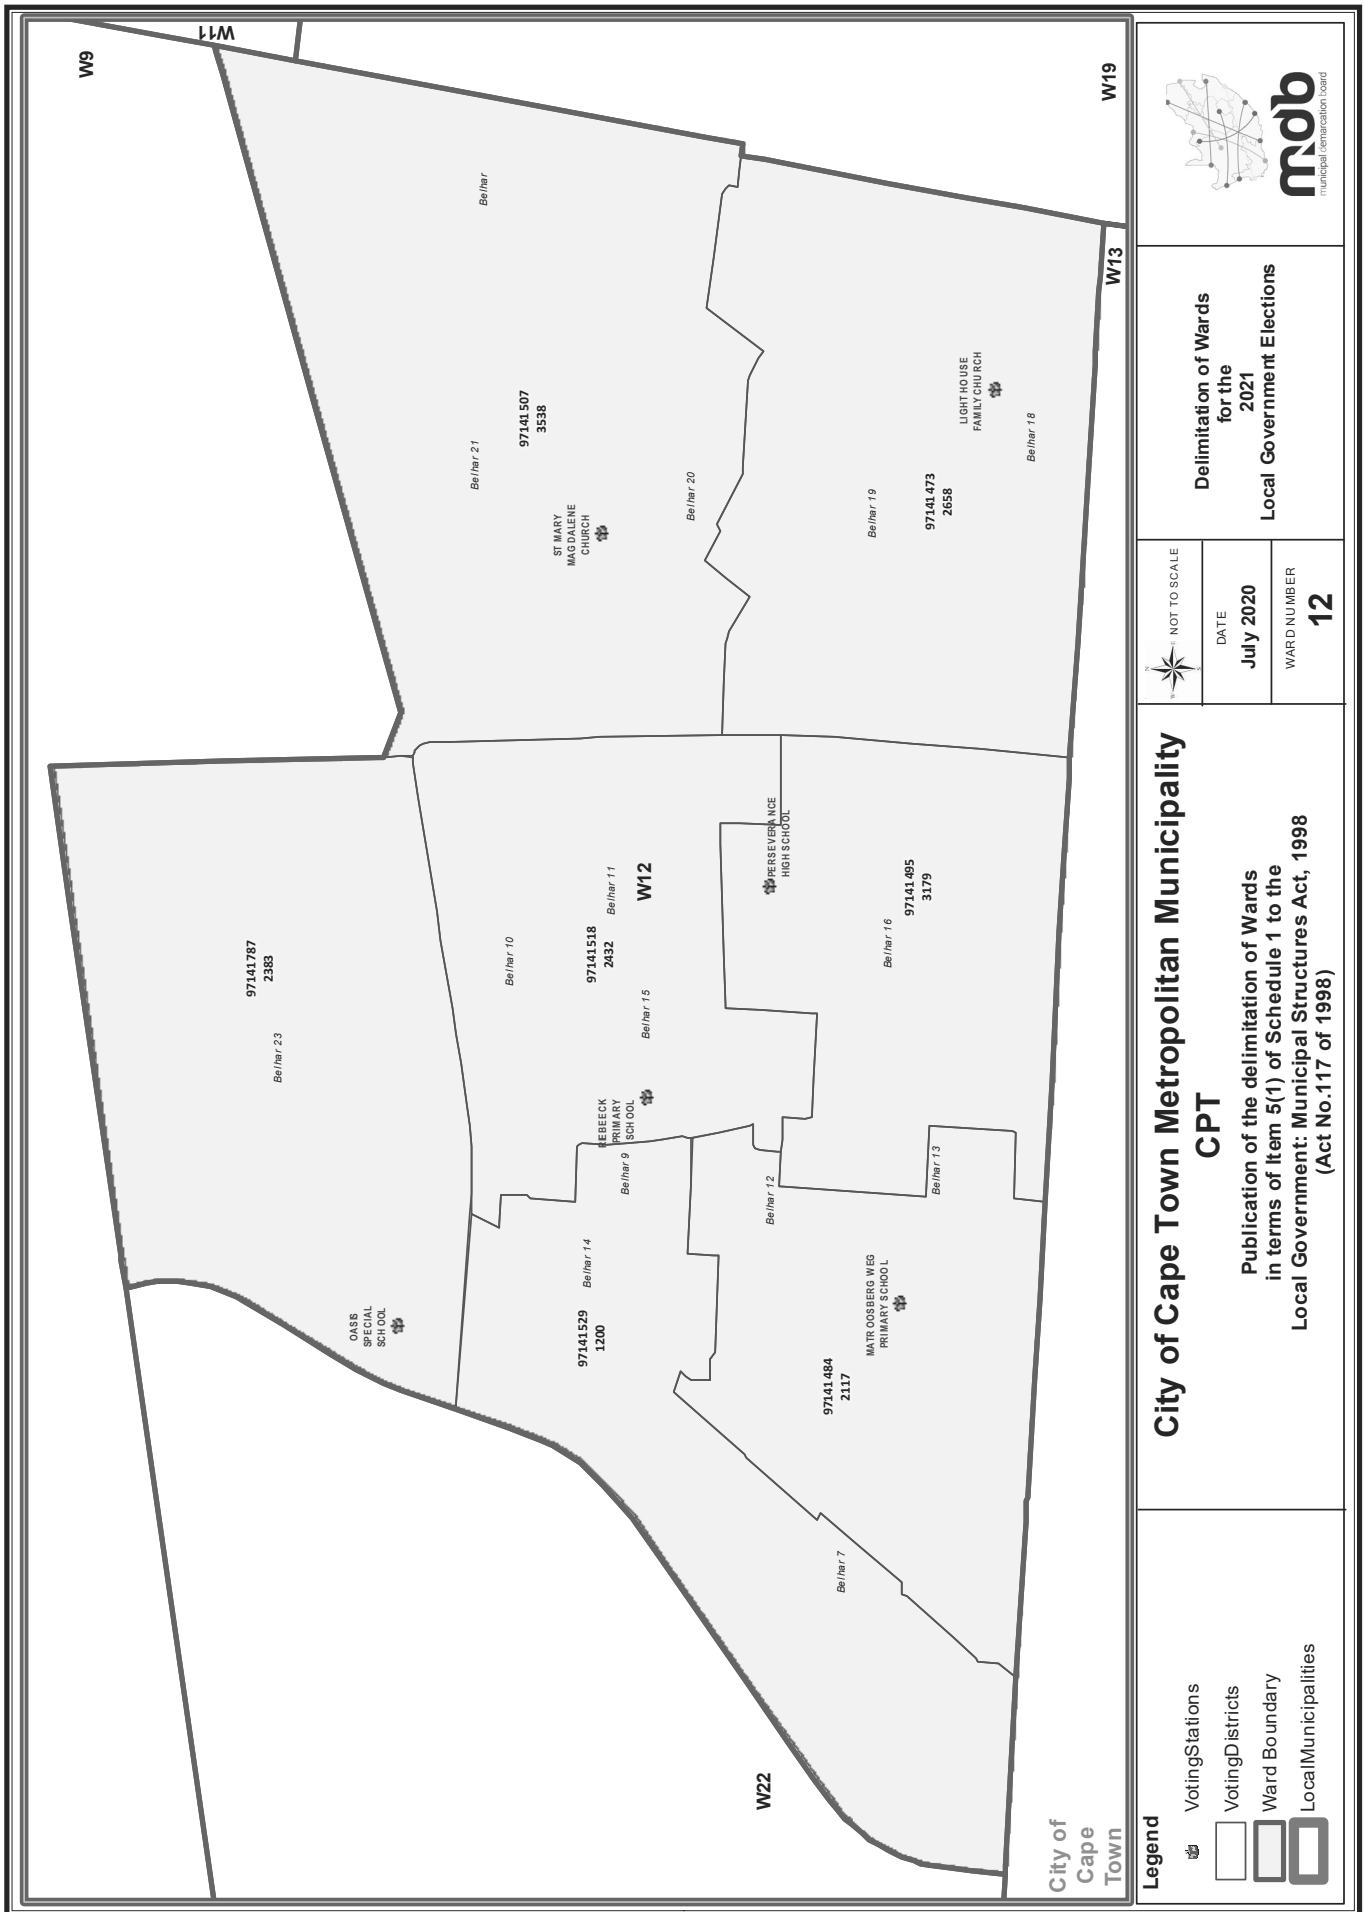 W9
W11
W19
Belhar
W13
97141507
3538
Belhar 21
ST MARY
MAGDALENE
CHURCH
Belhar 20
LIGHT HOUSE
FAMILY CHURCH
Belhar 18
Belhar 19
97141473
2658
97141787
2383
Belhar 23
Belhar 10
97141518
2432
Belhar 11
W12
Belhar 15
PERSEVERANCE
HIGH SCHOOL
97141495
3179
Belhar 16
REBEECK
PRIMARY
SCHOOL
Belhar 9
Belhar 12
Belhar 13
OASIS
SPECIAL
SCHOOL
Belhar 14
97141529
1200
MATROOSBERG WEG
PRIMARY SCHOOL
97141484
2117
Belhar 7
W22
City of
Cape
Town
Legend
VotingStations
VotingDistricts
Ward Boundary
LocalMunicipalities
City of Cape Town Metropolitan Municipality
CPT
Publication of the delimitation of Wards
in terms of Item 5(1) of Schedule 1 to the
Local Government: Municipal Structures Act, 1998
(Act No.117 of 1998)
N
W
E
S
NOT TO SCALE
DATE
July 2020
WARD NUMBER
12
Delimitation of Wards
for the
2021
Local Government Elections
mdb
municipal demarcation board